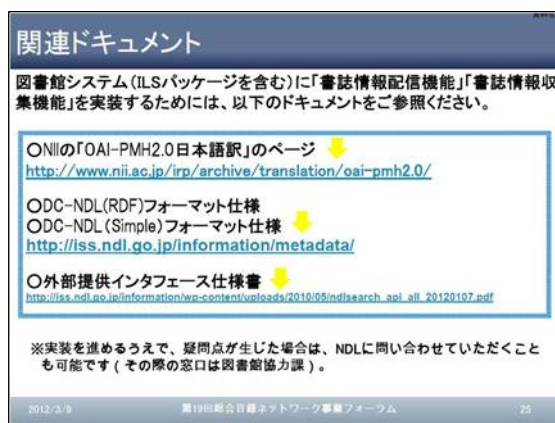 関連ドキュメント
図書館システム(ILSパッケージを含む)に「書誌情報配信機能」「書誌情報収
集機能」を実装するためには、以下のドキュメントをご参照ください。
○NIIの「OAI-PMH2.0日本語訳」のページ
http://www.nii.ac.jp/irp/archive/translation/oai-pmh2.0/
○DC-NDL(RDF)フォーマット仕様
○DC-NDL(Simple)フォーマット仕様
http://iss.ndl.go.jp/information/metadata/
○外部提供インタフェース仕様書
http://iss.ndl.go.jp/information/wp-content/uploads/2010/05/ndlsearch_api_all_20120107.pdf
※実装を進めるうえで、疑問点が生じた場合は、NDLに問い合わせていただくこと
も可能です(その際の窓口は図書館協力課)。
2012/3/9
第19回総合目録ネットワーク事業フォーラム
25